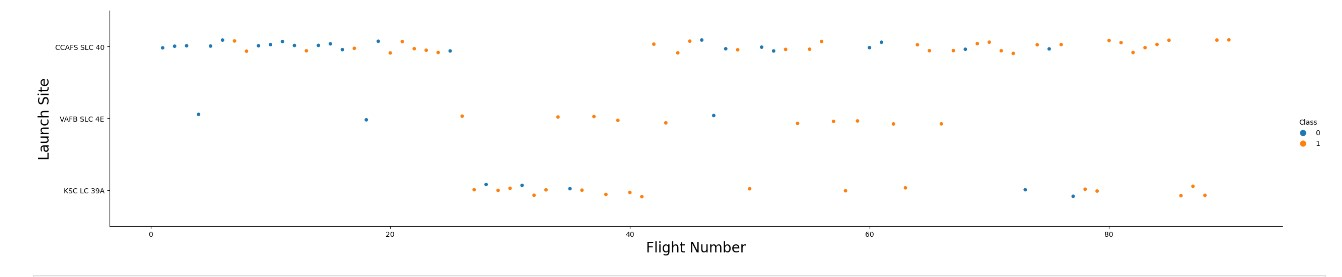 Launch Site
CCAFS SLC 40
VAFB SLC 4E
KSC LC 39A
Class
0
1
0 20 40 60 80
Flight Number